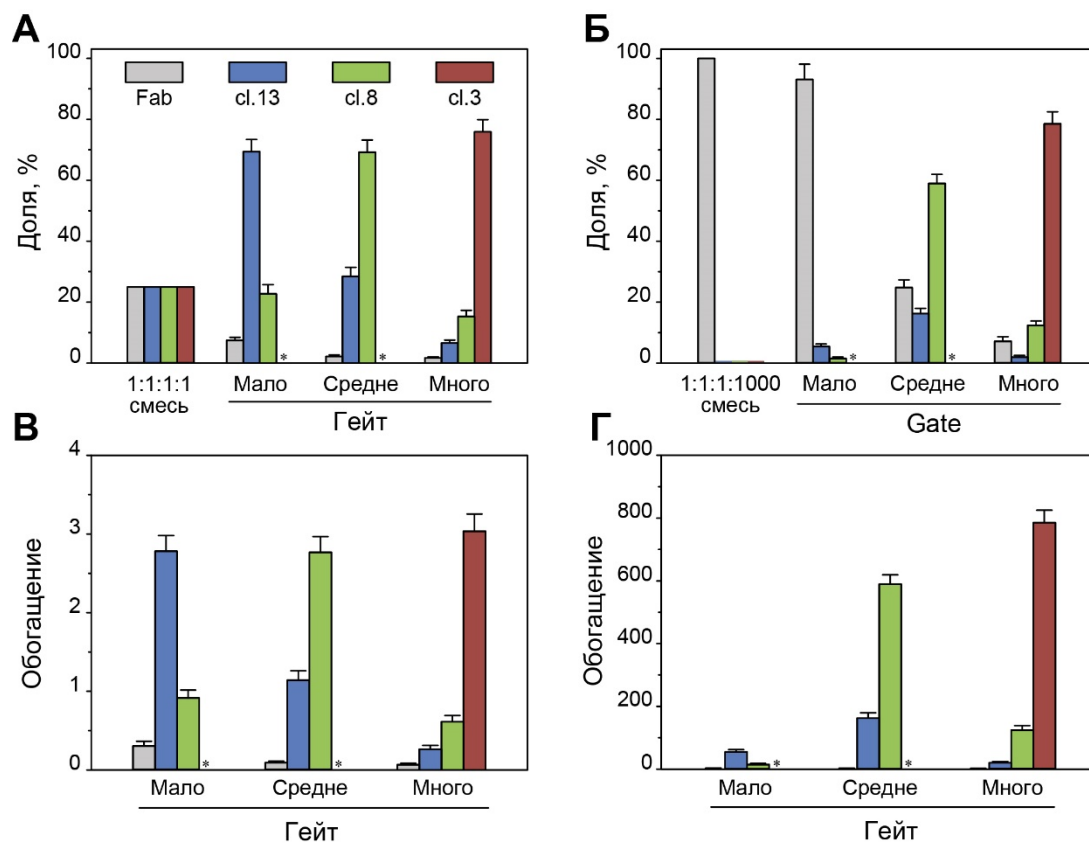 А
100
80
60
40
20
0
Доля, %
Fab
cl.13
cl.8
cl.3
*
*
1:1:1:1
смесь
Мало
Средне
Много
Гейт
Б
100
80
60
40
20
0
Доля, %
*
*
1:1:1:1000
смесь
Мало
Средне
Много
Gate
В
4
3
2
1
0
Обогащение
*
*
Мало
Средне
Много
Гейт
Г
1000
800
600
400
200
0
Обогащение
*
*
Мало
Средне
Много
Гейт